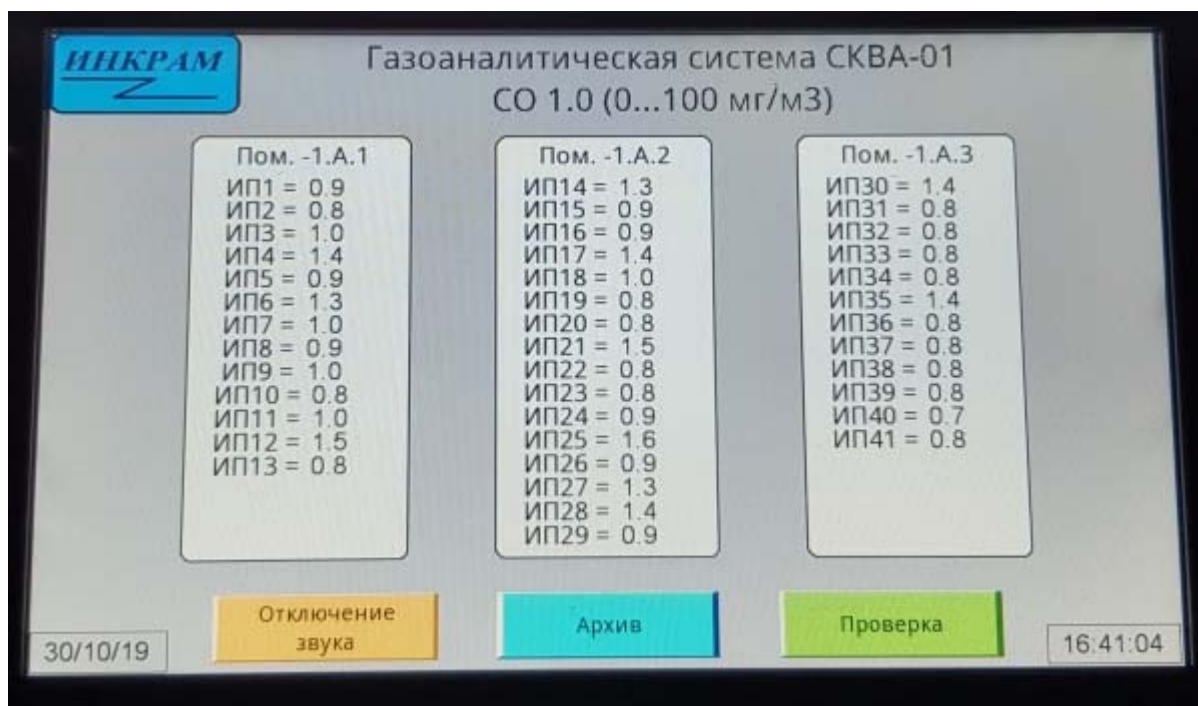 ИНКРАМ
Газоаналитическая система СКВА-01
СО 1.0 (0...100 мг/м3)
Пом. -1.А.1
ИП1 = 0.9
ИП2 = 0.8
ИП3 = 1.0
ИП4 = 1.4
ИП5 = 0.9
ИП6 = 1.3
ИП7 = 1.0
ИП8 = 0.9
ИП9 = 1.0
ИП10 = 0.8
ИП11 = 1.0
ИП12 = 1.5
ИП13 = 0.8
Пом. -1.А.2
ИП14 = 1.3
ИП15 = 0.9
ИП16 = 0.9
ИП17 = 1.4
ИП18 = 1.0
ИП19 = 0.8
ИП20 = 0.8
ИП21 = 1.5
ИП22 = 0.8
ИП23 = 0.8
ИП24 = 0.9
ИП25 = 1.6
ИП26 = 0.9
ИП27 = 1.3
ИП28 = 1.4
ИП29 = 0.9
Пом. -1.А.3
ИП30 = 1.4
ИП31 = 0.8
ИП32 = 0.8
ИП33 = 0.8
ИП34 = 0.8
ИП35 = 1.4
ИП36 = 0.8
ИП37 = 0.8
ИП38 = 0.8
ИП39 = 0.8
ИП40 = 0.7
ИП41 = 0.8
Отключение
звука
Архив
Проверка
30/10/19
16:41:04